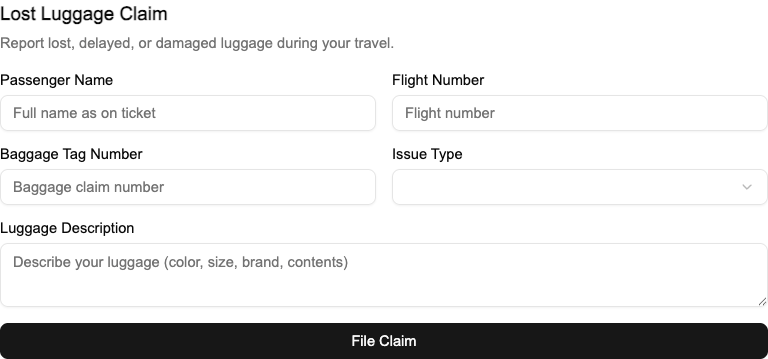 Lost Luggage Claim
Report lost, delayed, or damaged luggage during your travel.
Passenger Name
Full name as on ticket
Flight Number
Flight number
Baggage Tag Number
Baggage claim number
Issue Type
Luggage Description
Describe your luggage (color, size, brand, contents)
File Claim